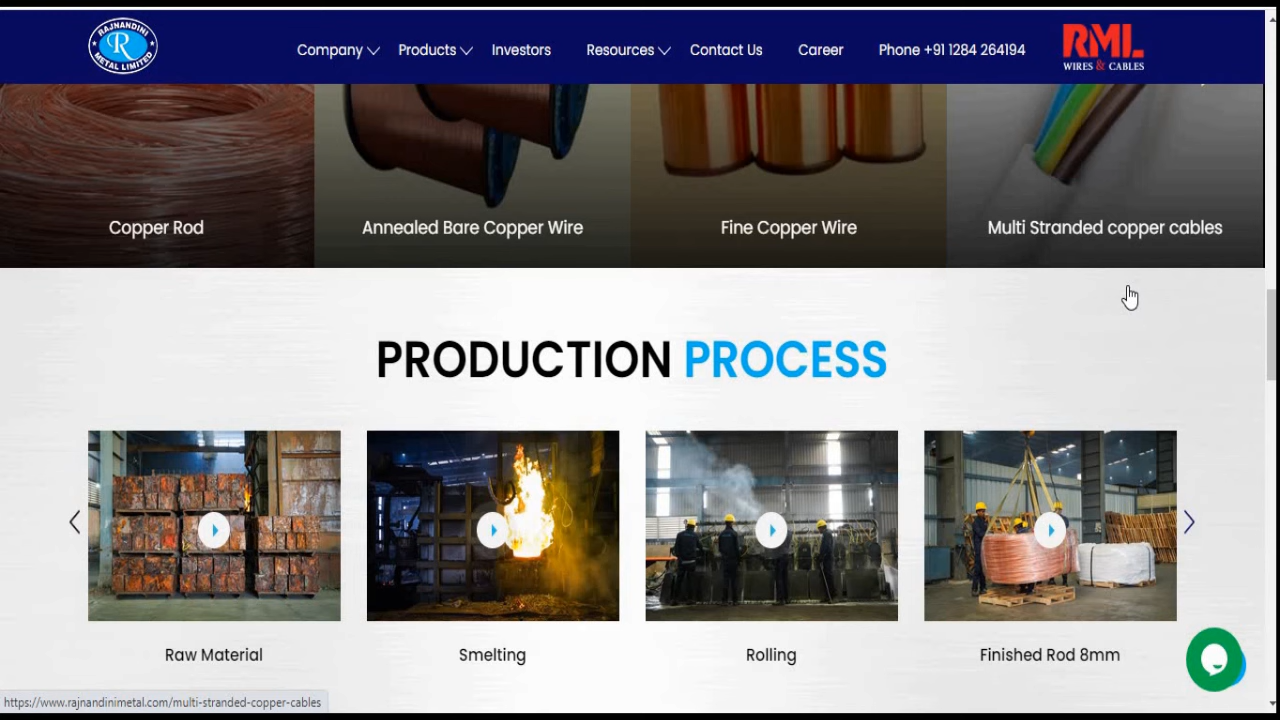 RAJNANDINI
R
METAL LIMITED
Company Products Investors Resources Contact Us Career Phone +91 1284 264194
RML
WIRES & CABLES
Copper Rod Annealed Bare Copper Wire Fine Copper Wire Multi Stranded copper cables
PRODUCTION PROCESS
Raw Material Smelting Rolling Finished Rod 8mm
https://www.rajnandinimetal.com/multi-stranded-copper-cables